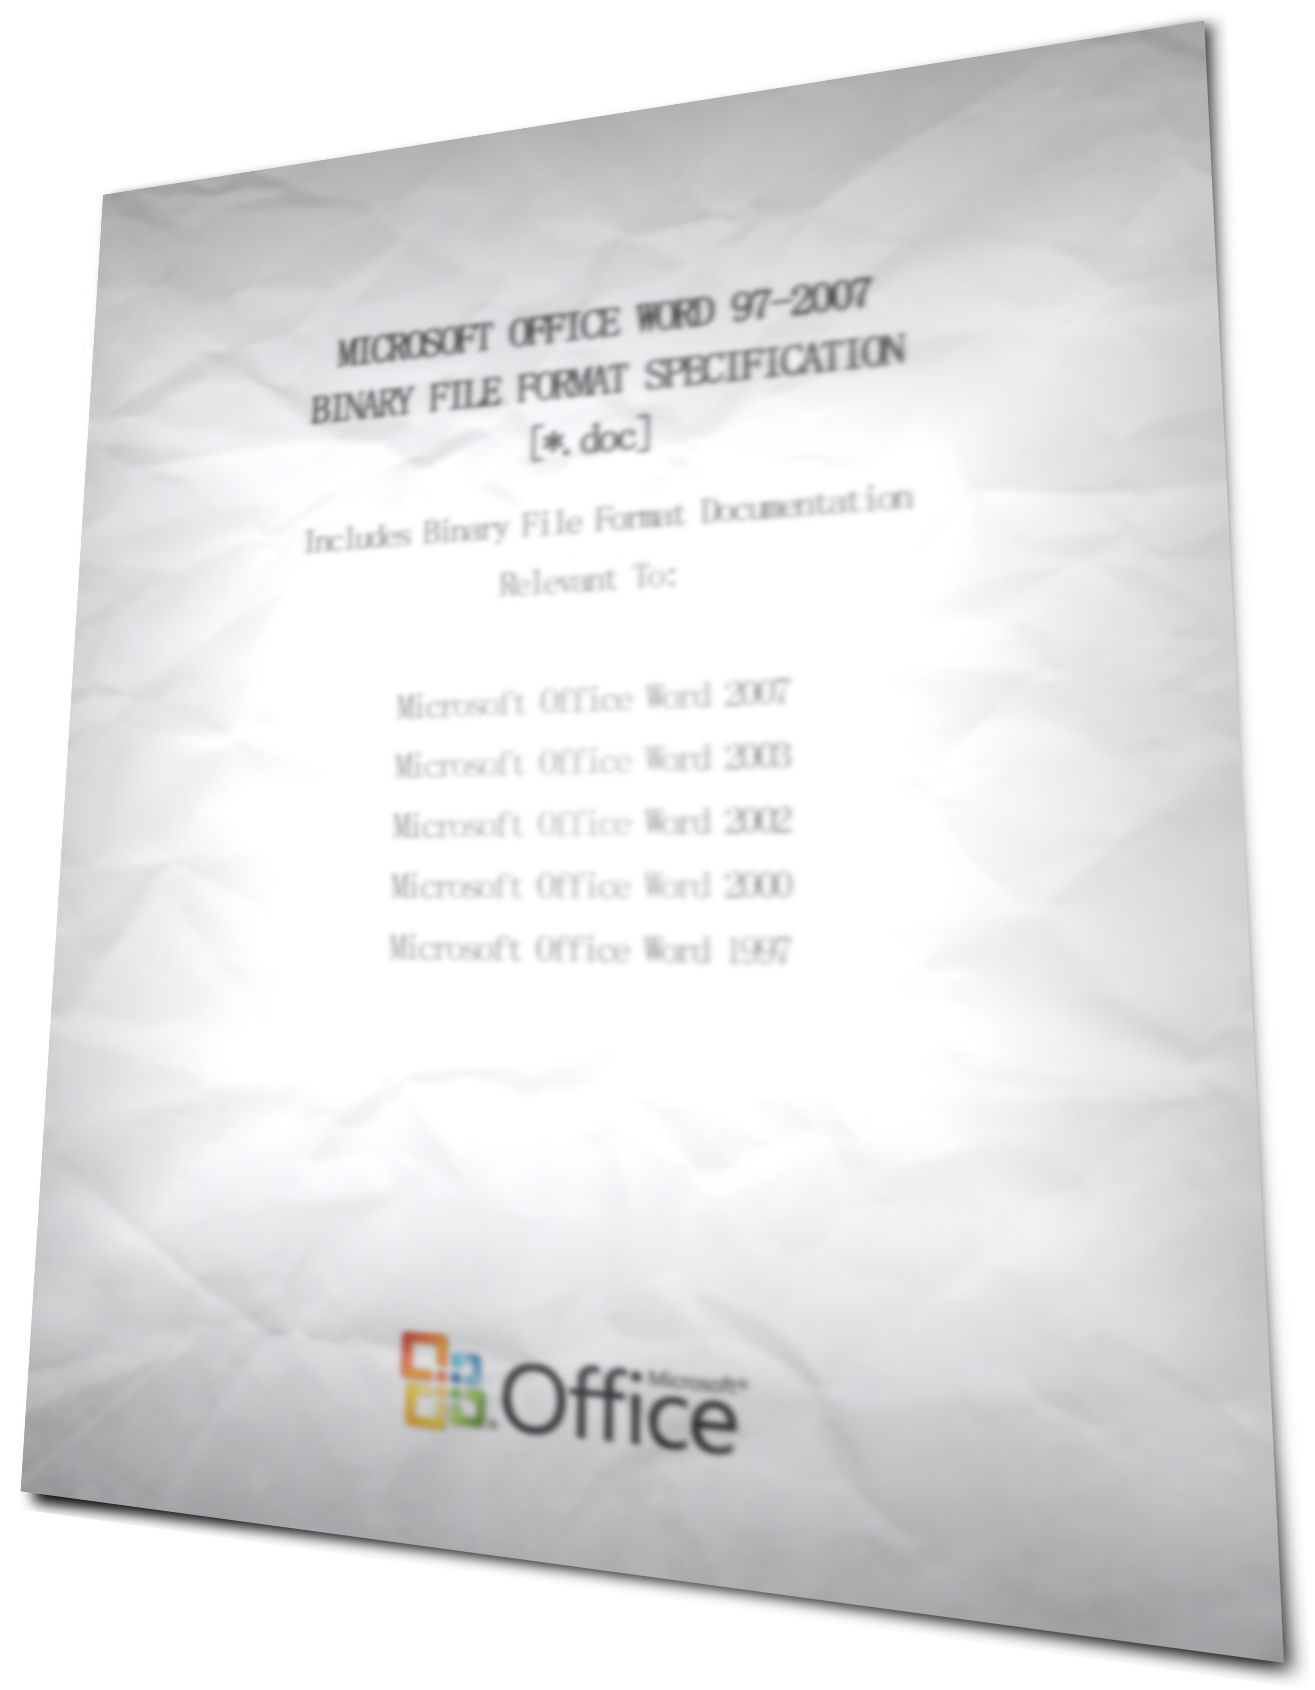 MICROSOFT OFFICE WORD 97-2007
BINARY FILE FORMAT SPECIFICATION
[*.doc]
Includes Binary File Format Documentation
Relevant To:
Microsoft Office Word 2007
Microsoft Office Word 2003
Microsoft Office Word 2002
Microsoft Office Word 2000
Microsoft Office Word 1997
Microsoft®
Office